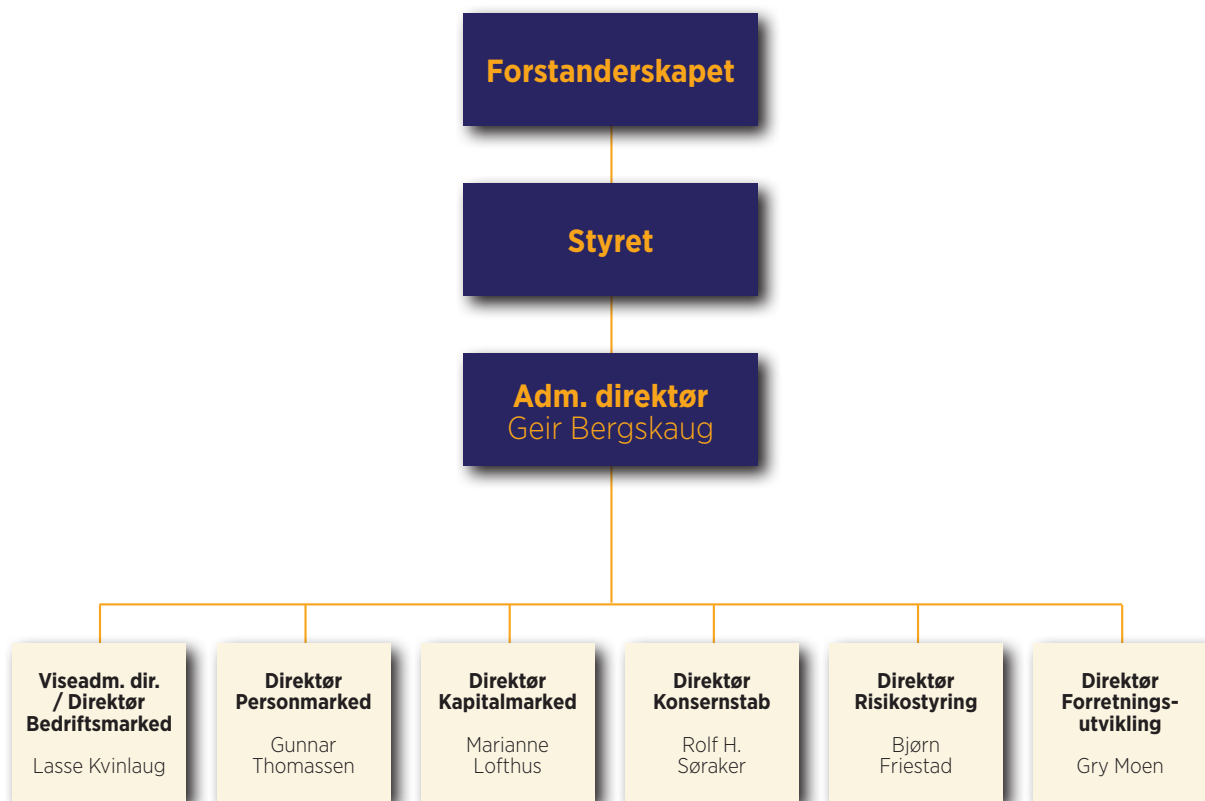 Forstanderskapet
Styret
Adm. direktør
Geir Bergskaug
Viseadm. dir.
/ Direktør
Bedriftsmarked
Lasse Kvinlaug
Direktør
Personmarked
Gunnar
Thomassen
Direktør
Kapitalmarked
Marianne
Lofthus
Direktør
Konsernstab
Rolf H.
Søraker
Direktør
Risikostyring
Bjørn
Friestad
Direktør
Forretnings-
utvikling
Gry Moen